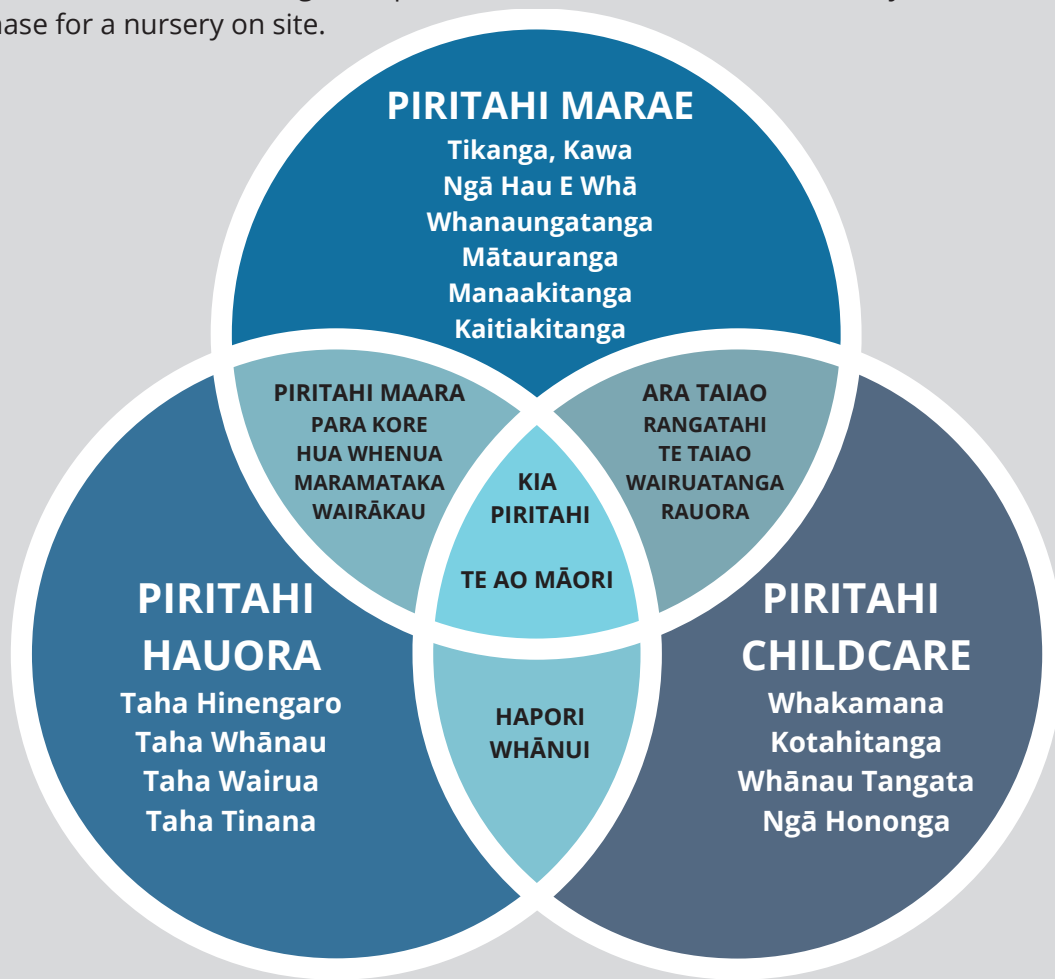 hase for a nursery on site.
PIRITAHI MARAE
Tikanga, Kawa
Ngā Hau E Whā
Whanaungatanga
Mātauranga
Manaakitanga
Kaitiakitanga
PIRITAHI MAARA
PARA KORE
HUA WHENUA
MARAMATAKA
WAIRĀKAU
ARA TAIAO
RANGATAHI
TE TAIAO
WAIRUATANGA
RAUORA
KIA
PIRITAHI
TE AO MĀORI
PIRITAHI
HAUORA
Taha Hinengaro
Taha Whānau
Taha Wairua
Taha Tinana
PIRITAHI
CHILDCARE
Whakamana
Kotahitanga
Whānau Tangata
Ngā Hononga
HAPORI
WHĀNUI